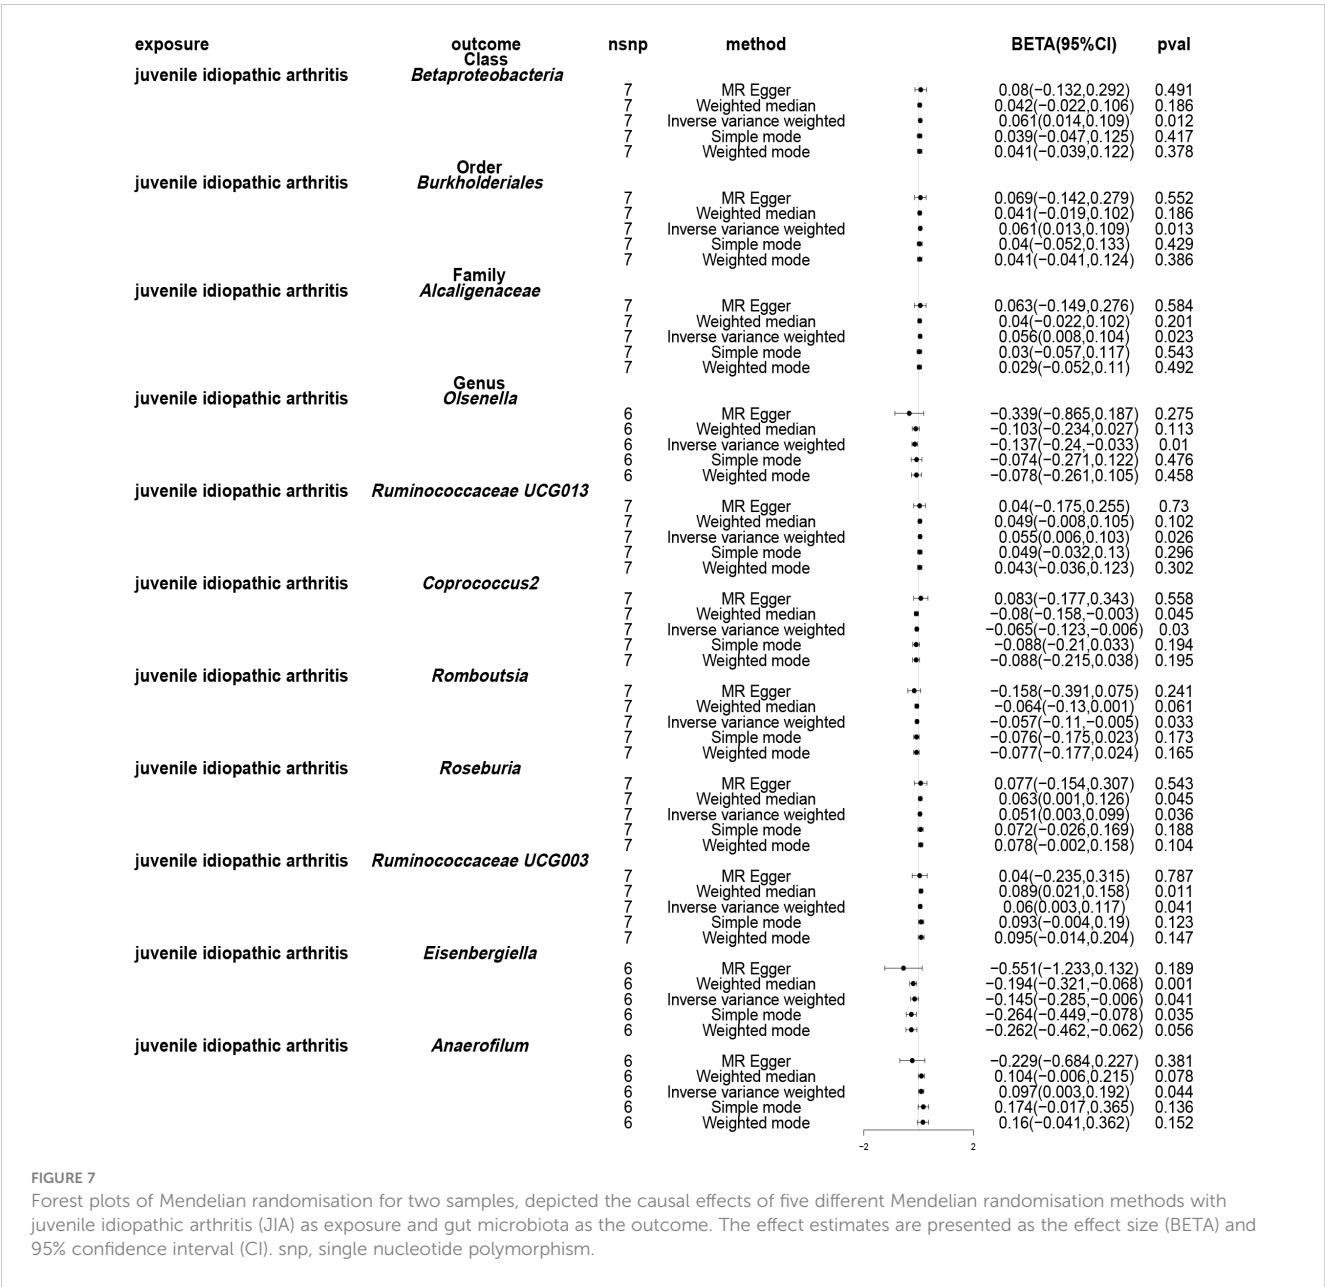 exposure outcome nsnp method BETA(95%CI) pval
Class
juvenile idiopathic arthritis Betaproteobacteria
7 MR Egger 0.08(−0.132,0.292) 0.491
7 Weighted median 0.042(−0.022,0.106) 0.186
7 Inverse variance weighted 0.061(0.014,0.109) 0.012
7 Simple mode 0.039(−0.047,0.125) 0.417
7 Weighted mode 0.041(−0.039,0.122) 0.378
Order
juvenile idiopathic arthritis Burkholderiales
7 MR Egger 0.069(−0.142,0.279) 0.552
7 Weighted median 0.041(−0.019,0.102) 0.186
7 Inverse variance weighted 0.061(0.013,0.109) 0.013
7 Simple mode 0.04(−0.052,0.133) 0.429
7 Weighted mode 0.041(−0.041,0.124) 0.386
Family
juvenile idiopathic arthritis Alcaligenaceae
7 MR Egger 0.063(−0.149,0.276) 0.584
7 Weighted median 0.04(−0.022,0.102) 0.201
7 Inverse variance weighted 0.056(0.008,0.104) 0.023
7 Simple mode 0.03(−0.057,0.117) 0.543
7 Weighted mode 0.029(−0.052,0.11) 0.492
Genus
juvenile idiopathic arthritis Olsenella
6 MR Egger −0.339(−0.865,0.187) 0.275
6 Weighted median −0.103(−0.234,0.027) 0.113
6 Inverse variance weighted −0.137(−0.24,−0.033) 0.01
6 Simple mode −0.074(−0.271,0.122) 0.476
6 Weighted mode −0.078(−0.261,0.105) 0.458
juvenile idiopathic arthritis Ruminococcaceae UCG013
7 MR Egger 0.04(−0.175,0.255) 0.73
7 Weighted median 0.049(−0.008,0.105) 0.102
7 Inverse variance weighted 0.055(0.006,0.103) 0.026
7 Simple mode 0.049(−0.032,0.13) 0.296
7 Weighted mode 0.043(−0.036,0.123) 0.302
juvenile idiopathic arthritis Coprococcus2
7 MR Egger 0.083(−0.177,0.343) 0.558
7 Weighted median −0.08(−0.158,−0.003) 0.045
7 Inverse variance weighted −0.065(−0.123,−0.006) 0.03
7 Simple mode −0.088(−0.21,0.033) 0.194
7 Weighted mode −0.088(−0.215,0.038) 0.195
juvenile idiopathic arthritis Romboutsia
7 MR Egger −0.158(−0.391,0.075) 0.241
7 Weighted median −0.064(−0.13,0.001) 0.061
7 Inverse variance weighted −0.057(−0.11,−0.005) 0.033
7 Simple mode −0.076(−0.175,0.023) 0.173
7 Weighted mode −0.077(−0.177,0.024) 0.165
juvenile idiopathic arthritis Roseburia
7 MR Egger 0.077(−0.154,0.307) 0.543
7 Weighted median 0.063(0.001,0.126) 0.045
7 Inverse variance weighted 0.051(0.003,0.099) 0.036
7 Simple mode 0.072(−0.026,0.169) 0.188
7 Weighted mode 0.078(−0.002,0.158) 0.104
juvenile idiopathic arthritis Ruminococcaceae UCG003
7 MR Egger 0.04(−0.235,0.315) 0.787
7 Weighted median 0.089(0.021,0.158) 0.011
7 Inverse variance weighted 0.06(0.003,0.117) 0.041
7 Simple mode 0.093(−0.004,0.19) 0.123
7 Weighted mode 0.095(−0.014,0.204) 0.147
juvenile idiopathic arthritis Eisenbergiella
6 MR Egger −0.551(−1.233,0.132) 0.189
6 Weighted median −0.194(−0.321,−0.068) 0.001
6 Inverse variance weighted −0.145(−0.285,−0.006) 0.041
6 Simple mode −0.264(−0.449,−0.078) 0.035
6 Weighted mode −0.262(−0.462,−0.062) 0.056
juvenile idiopathic arthritis Anaerofilum
6 MR Egger −0.229(−0.684,0.227) 0.381
6 Weighted median 0.104(−0.006,0.215) 0.078
6 Inverse variance weighted 0.097(0.003,0.192) 0.044
6 Simple mode 0.174(−0.017,0.365) 0.136
6 Weighted mode 0.16(−0.041,0.362) 0.152
−2 2
FIGURE 7
Forest plots of Mendelian randomisation for two samples, depicted the causal effects of five different Mendelian randomisation methods with
juvenile idiopathic arthritis (JIA) as exposure and gut microbiota as the outcome. The effect estimates are presented as the effect size (BETA) and
95% confidence interval (CI). snp, single nucleotide polymorphism.